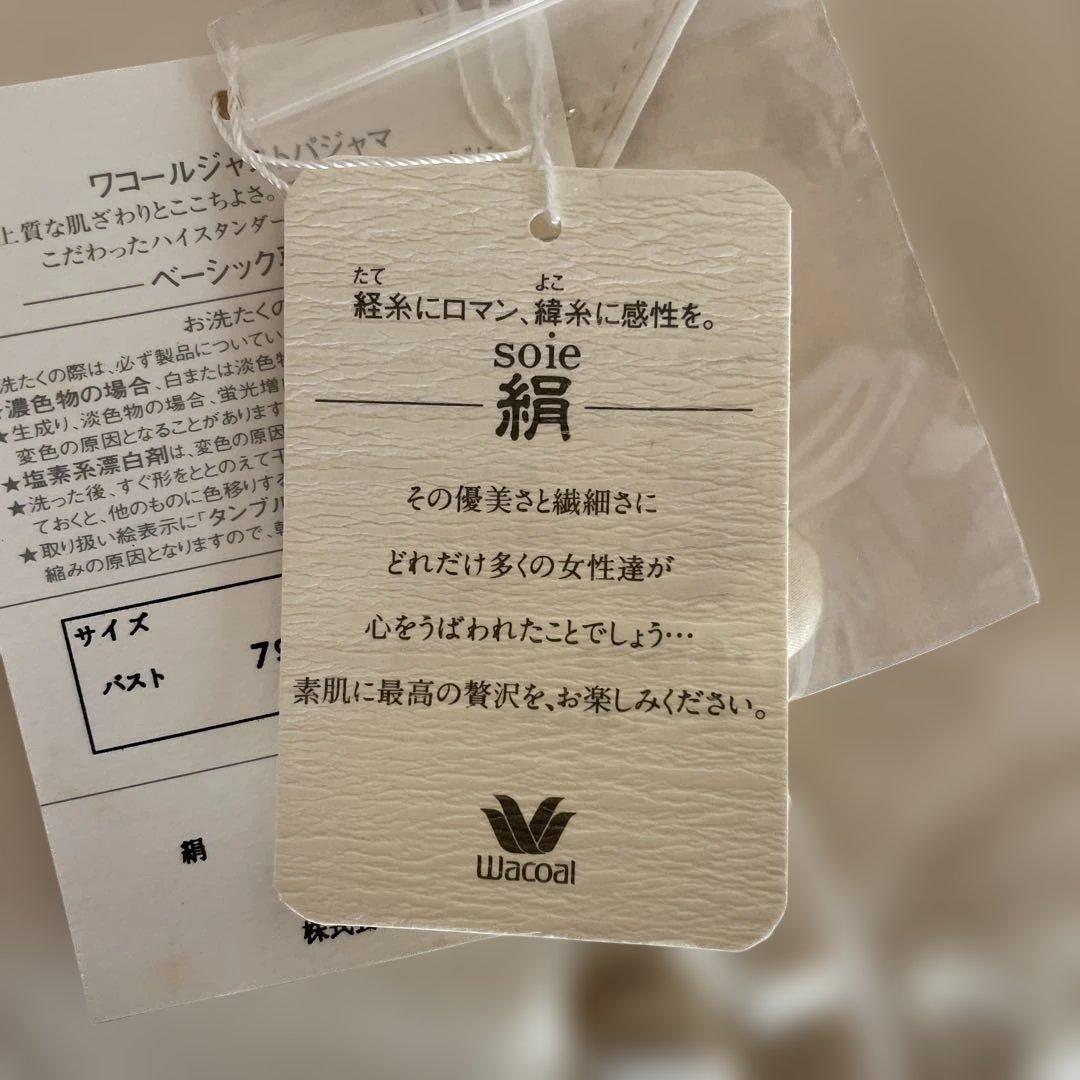 ワコールジャストパジャマ
上質な肌ざわりとここちよさ。
こだわったハイスタンダー
ベーシック
お洗たくの
洗たくの際は、必ず製品についてい
★濃色物の場合、白または淡色物
★生成り、淡色物の場合、蛍光増
変色の原因となることがあります
★塩素系漂白剤は、変色の原因
★洗った後、すぐ形をととのえて干
ておくと、他のものに色移りする
★取り扱い絵表示に「タンブル
縮みの原因となりますので、乾
サイズ
バスト 79
絹
株式会
たて よこ
経糸にロマン、緯糸に感性を。
soie
絹
その優美さと繊細さに
どれだけ多くの女性達が
心をうばわれたことでしょう…
素肌に最高の贅沢を、お楽しみください。
Wacoal